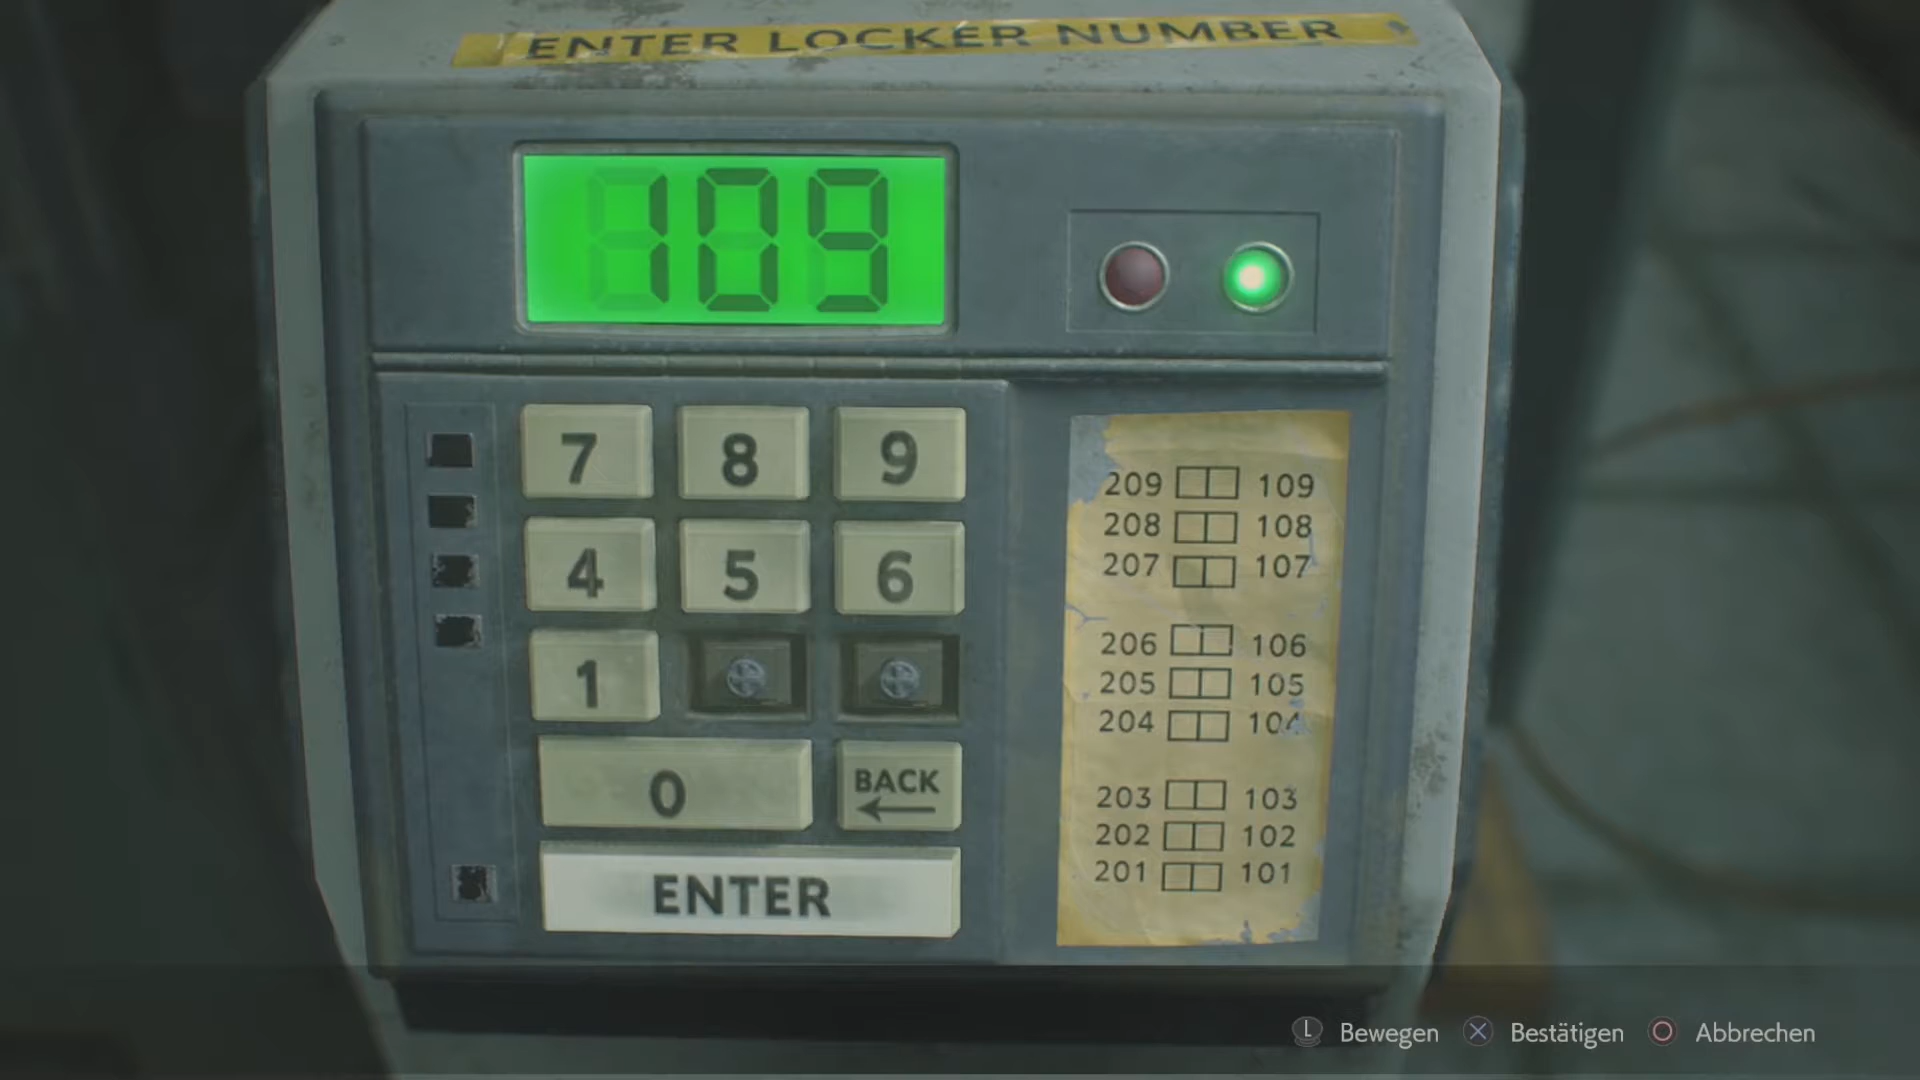 ENTER LOCKER NUMBER
109
7 8 9
4 5 6
1
0 BACK
ENTER
209 109
208 108
207 107
206 106
205 105
204 104
203 103
202 102
201 101
L Bewegen Bestätigen Abbrechen